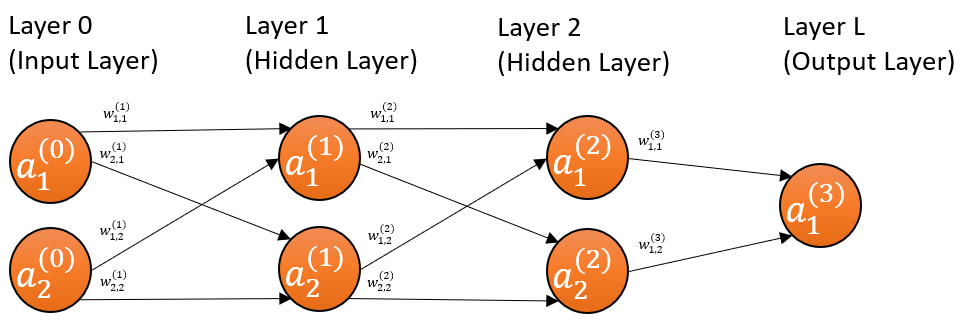 Layer 0
(Input Layer)
Layer 1
(Hidden Layer)
Layer 2
(Hidden Layer)
Layer L
(Output Layer)
w_{1,1}^{(1)}
w_{2,1}^{(1)}
w_{1,2}^{(1)}
w_{2,2}^{(1)}
w_{1,1}^{(2)}
w_{2,1}^{(2)}
w_{1,2}^{(2)}
w_{2,2}^{(2)}
w_{1,1}^{(3)}
w_{1,2}^{(3)}
a_1^{(0)}
a_2^{(0)}
a_1^{(1)}
a_2^{(1)}
a_1^{(2)}
a_2^{(2)}
a_1^{(3)}